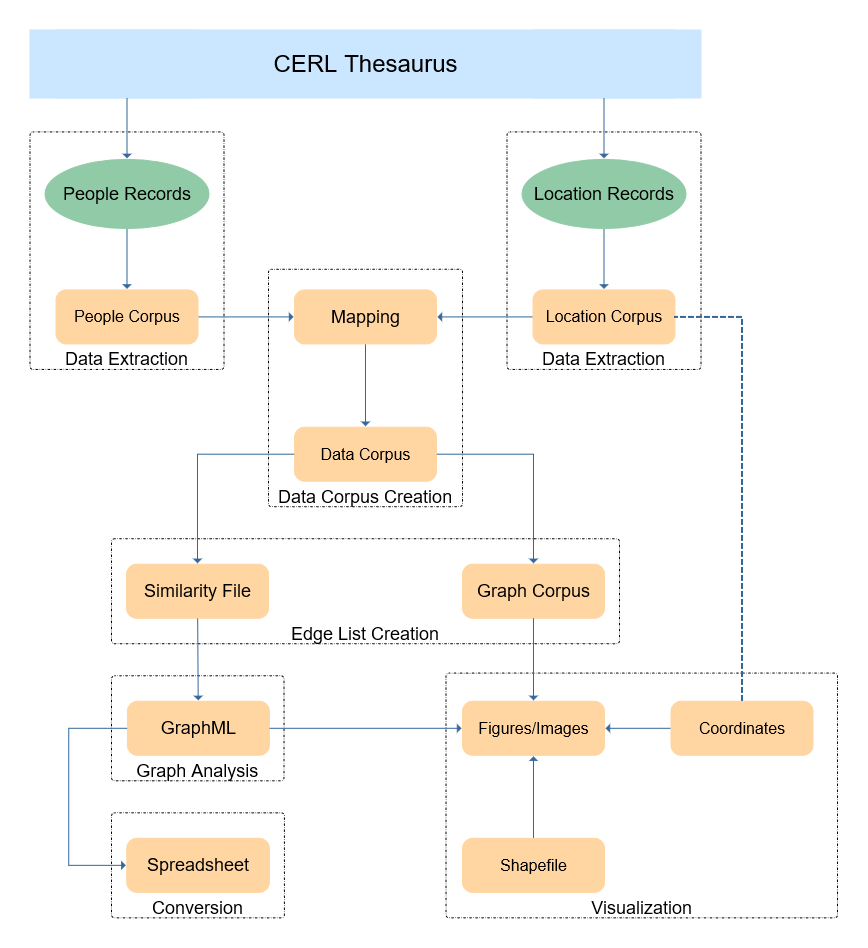 CERL Thesaurus
People Records
Location Records
People Corpus
Mapping
Location Corpus
Data Extraction
Data Extraction
Data Corpus
Data Corpus Creation
Similarity File
Graph Corpus
Edge List Creation
GraphML
Figures/Images
Coordinates
Graph Analysis
Spreadsheet
Shapefile
Conversion
Visualization